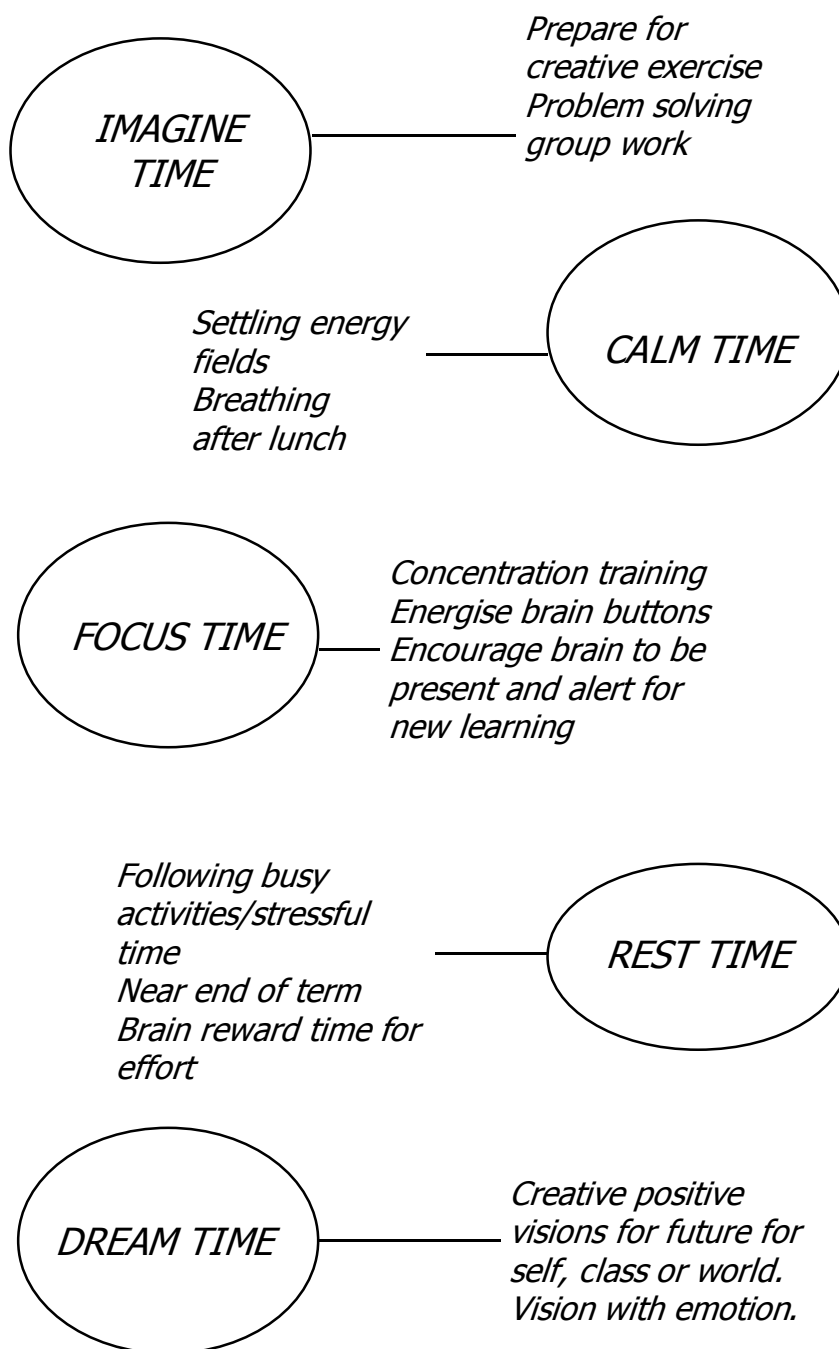 IMAGINE
TIME
Prepare for
creative exercise
Problem solving
group work
Settling energy
fields
Breathing
after lunch
CALM TIME
FOCUS TIME
Concentration training
Energise brain buttons
Encourage brain to be
present and alert for
new learning
Following busy
activities/stressful
time
Near end of term
Brain reward time for
effort
REST TIME
DREAM TIME
Creative positive
visions for future for
self, class or world.
Vision with emotion.